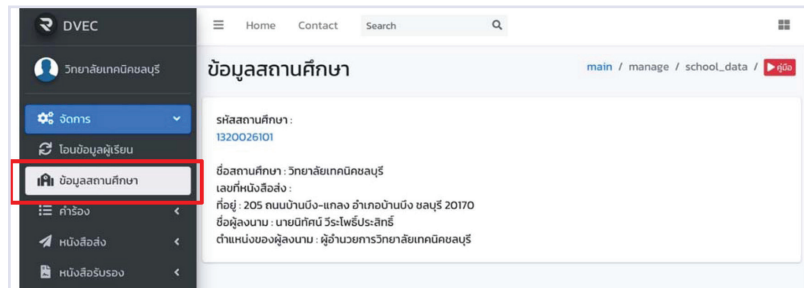 DVEC
Home Contact Search
วิทยาลัยเทคนิคชลบุรี
ข้อมูลสถานศึกษา
main / manage / school_data / คู่มือ
จัดการ
โอนข้อมูลผู้เรียน
ข้อมูลสถานศึกษา
คำร้อง
หนังสือส่ง
หนังสือรับรอง
รหัสสถานศึกษา :
1320026101
ชื่อสถานศึกษา : วิทยาลัยเทคนิคชลบุรี
เลขที่หนังสือส่ง :
ที่อยู่ : 205 ถนนบ้านบึง-แกลง อำเภอบ้านบึง ชลบุรี 20170
ชื่อผู้ลงนาม : นายนิทัศน์ วีระโพธิ์ประสิทธิ์
ตำแหน่งของผู้ลงนาม : ผู้อำนวยการวิทยาลัยเทคนิคชลบุรี